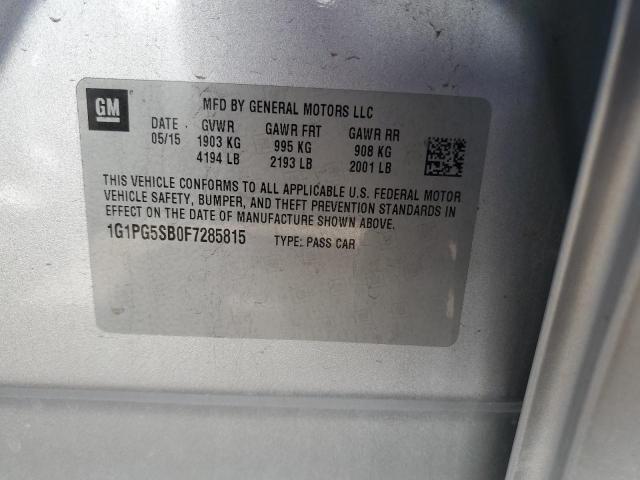 GM
MFD BY GENERAL MOTORS LLC
DATE GVWR GAWR FRT GAWR RR
05/15 1903 KG 995 KG 908 KG
4194 LB 2193 LB 2001 LB
THIS VEHICLE CONFORMS TO ALL APPLICABLE U.S. FEDERAL MOTOR
VEHICLE SAFETY, BUMPER, AND THEFT PREVENTION STANDARDS IN
EFFECT ON THE DATE OF MANUFACTURE SHOWN ABOVE.
1G1PG5SB0F7285815 TYPE: PASS CAR